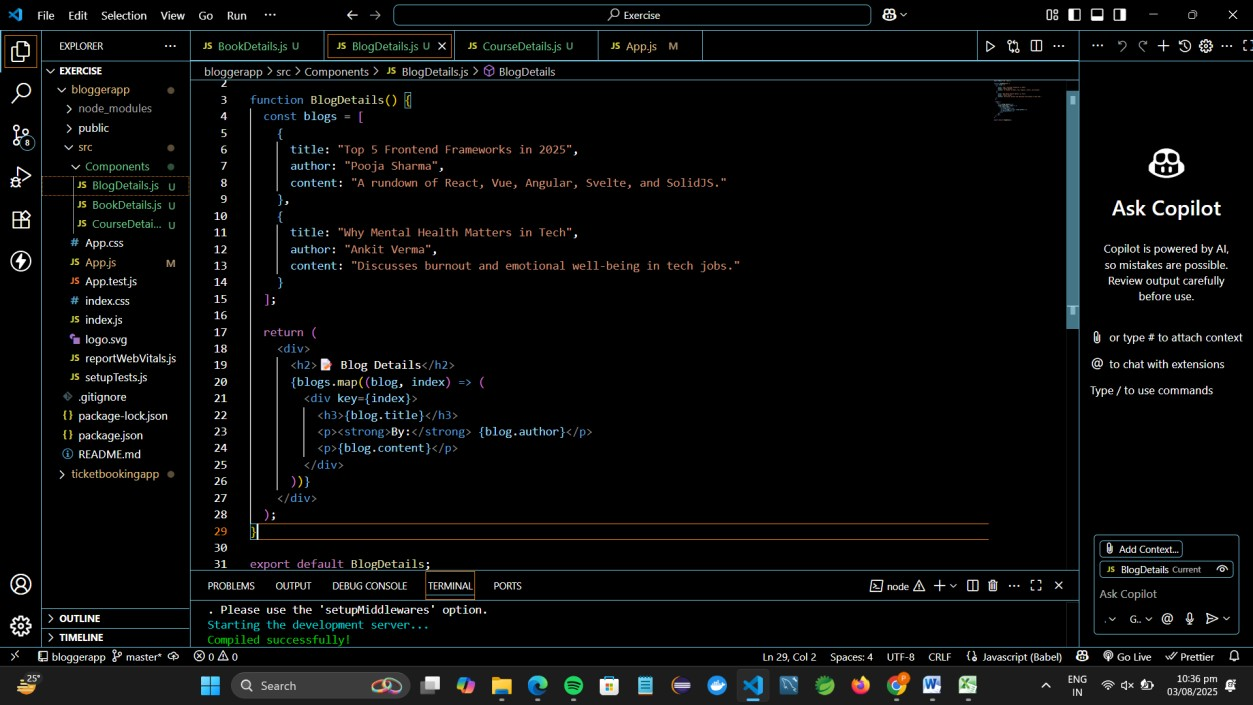 File Edit Selection View Go Run ··· Exercise
EXPLORER ···
EXERCISE
bloggerapp
node_modules
public
src
Components
JS BlogDetails.js U
JS BookDetails.js U
JS CourseDetai... U
# App.css
JS App.js M
JS App.test.js
# index.css
JS index.js
logo.svg
JS reportWebVitals.js
JS setupTests.js
.gitignore
{} package-lock.json
{} package.json
README.md
ticketbookingapp
OUTLINE
TIMELINE
8
JS BookDetails.js U JS BlogDetails.js U JS CourseDetails.js U JS App.js M
bloggerapp > src > Components > JS BlogDetails.js > BlogDetails
2
3 function BlogDetails() {
4 const blogs = [
5 {
6 title: "Top 5 Frontend Frameworks in 2025",
7 author: "Pooja Sharma",
8 content: "A rundown of React, Vue, Angular, Svelte, and SolidJS."
9 },
10 {
11 title: "Why Mental Health Matters in Tech",
12 author: "Ankit Verma",
13 content: "Discusses burnout and emotional well-being in tech jobs."
14 }
15 ];
16
17 return (
18 <div>
19 <h2>📝 Blog Details</h2>
20 {blogs.map((blog, index) => (
21 <div key={index}>
22 <h3>{blog.title}</h3>
23 <p><strong>By:</strong> {blog.author}</p>
24 <p>{blog.content}</p>
25 </div>
26 ))}
27 </div>
28 );
29 }
30
31 export default BlogDetails;
PROBLEMS OUTPUT DEBUG CONSOLE TERMINAL PORTS node
. Please use the 'setupMiddlewares' option.
Starting the development server...
Compiled successfully!
Ask Copilot
Copilot is powered by AI,
so mistakes are possible.
Review output carefully
before use.
or type # to attach context
@ to chat with extensions
Type / to use commands
Add Context...
JS BlogDetails Current
Ask Copilot
. G.. @
bloggerapp master* 0 0 Ln 29, Col 2 Spaces: 4 UTF-8 CRLF {} Javascript (Babel) Go Live Prettier
25° Search ENG IN 10:36 pm 03/08/2025